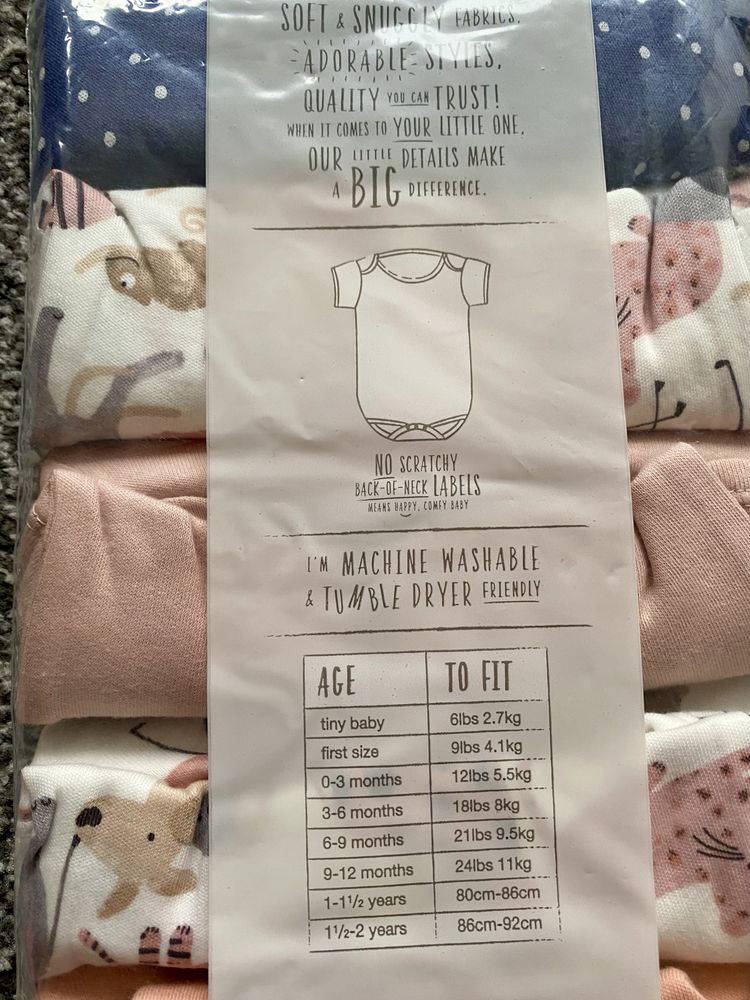 SOFT & SNUGGLY FABRICS.
ADORABLE STYLES,
QUALITY YOU CAN TRUST!
WHEN IT COMES TO YOUR LITTLE ONE,
OUR LITTLE DETAILS MAKE
A BIG DIFFERENCE.
NO SCRATCHY
BACK-OF-NECK LABELS
MEANS HAPPY, COMFY BABY
I'M MACHINE WASHABLE
& TUMBLE DRYER FRIENDLY
AGE TO FIT
tiny baby 6lbs 2.7kg
first size 9lbs 4.1kg
0-3 months 12lbs 5.5kg
3-6 months 18lbs 8kg
6-9 months 21lbs 9.5kg
9-12 months 24lbs 11kg
1-1½ years 80cm-86cm
1½-2 years 86cm-92cm